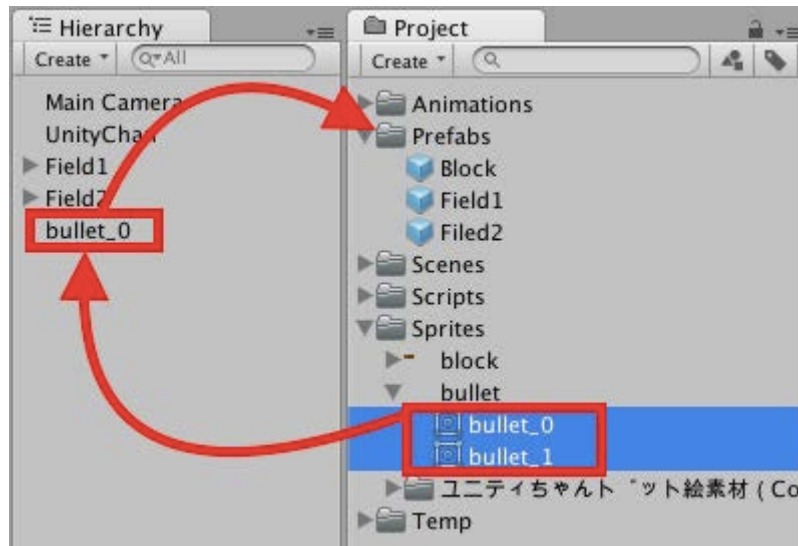 Hierarchy
Create
All
Main Camera
UnityChan
Field1
Field2
bullet_0
Project
Create
Animations
Prefabs
Block
Field1
Filed2
Scenes
Scripts
Sprites
block
bullet
bullet_0
bullet_1
ユニティちゃんト゛ット絵素材 (Co
Temp